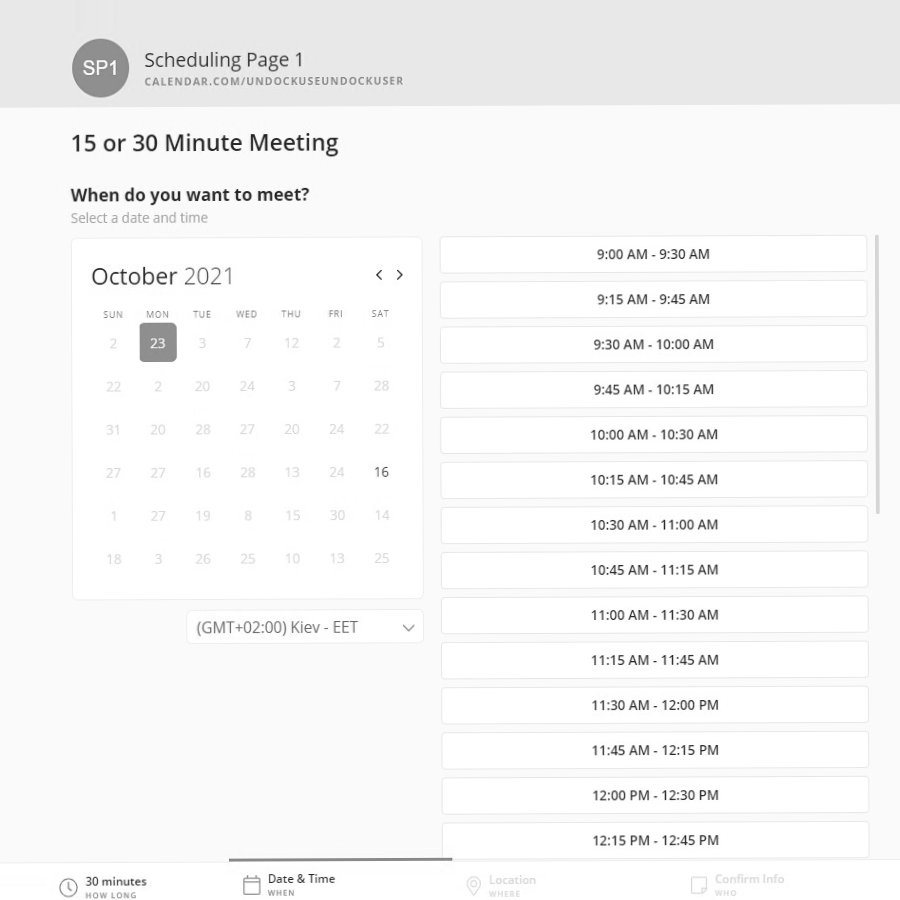 SP1
Scheduling Page 1
CALENDAR.COM/UNDOCKUSEUNDOCKUSER
15 or 30 Minute Meeting
When do you want to meet?
Select a date and time
October 2021
SUN MON TUE WED THU FRI SAT
2 23 3 7 12 2 5
22 2 20 24 3 7 28
31 20 28 27 20 24 22
27 27 16 28 13 24 16
1 27 19 8 15 30 14
18 3 26 25 10 13 25
(GMT+02:00) Kiev - EET
9:00 AM - 9:30 AM
9:15 AM - 9:45 AM
9:30 AM - 10:00 AM
9:45 AM - 10:15 AM
10:00 AM - 10:30 AM
10:15 AM - 10:45 AM
10:30 AM - 11:00 AM
10:45 AM - 11:15 AM
11:00 AM - 11:30 AM
11:15 AM - 11:45 AM
11:30 AM - 12:00 PM
11:45 AM - 12:15 PM
12:00 PM - 12:30 PM
12:15 PM - 12:45 PM
30 minutes
HOW LONG
Date & Time
WHEN
Location
WHERE
Confirm Info
WHO